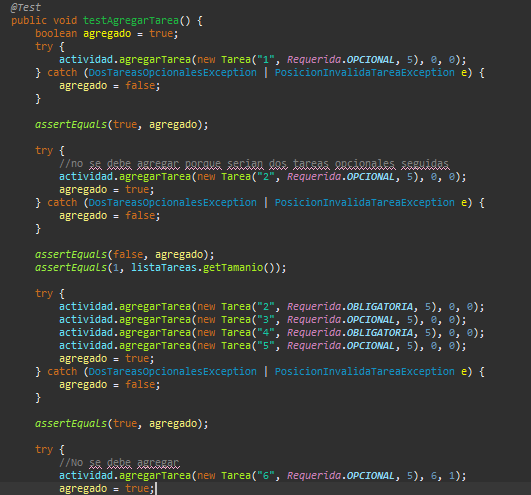 @Test
public void testAgregarTarea() {
boolean agregado = true;
try {
actividad.agregarTarea(new Tarea("1", Requerida.OPCIONAL, 5), 0, 0);
} catch (DosTareasOpcionalesException | PosicionInvalidaTareaException e) {
agregado = false;
}
assertEquals(true, agregado);
try {
//no se debe agregar porque serian dos tareas opcionales seguidas
actividad.agregarTarea(new Tarea("2", Requerida.OPCIONAL, 5), 0, 0);
agregado = true;
} catch (DosTareasOpcionalesException | PosicionInvalidaTareaException e) {
agregado = false;
}
assertEquals(false, agregado);
assertEquals(1, listaTareas.getTamanio());
try {
actividad.agregarTarea(new Tarea("2", Requerida.OBLIGATORIA, 5), 0, 0);
actividad.agregarTarea(new Tarea("3", Requerida.OPCIONAL, 5), 0, 0);
actividad.agregarTarea(new Tarea("4", Requerida.OBLIGATORIA, 5), 0, 0);
actividad.agregarTarea(new Tarea("5", Requerida.OPCIONAL, 5), 0, 0);
agregado = true;
} catch (DosTareasOpcionalesException | PosicionInvalidaTareaException e) {
agregado = false;
}
assertEquals(true, agregado);
try {
//No se debe agregar
actividad.agregarTarea(new Tarea("6", Requerida.OPCIONAL, 5), 6, 1);
agregado = true;